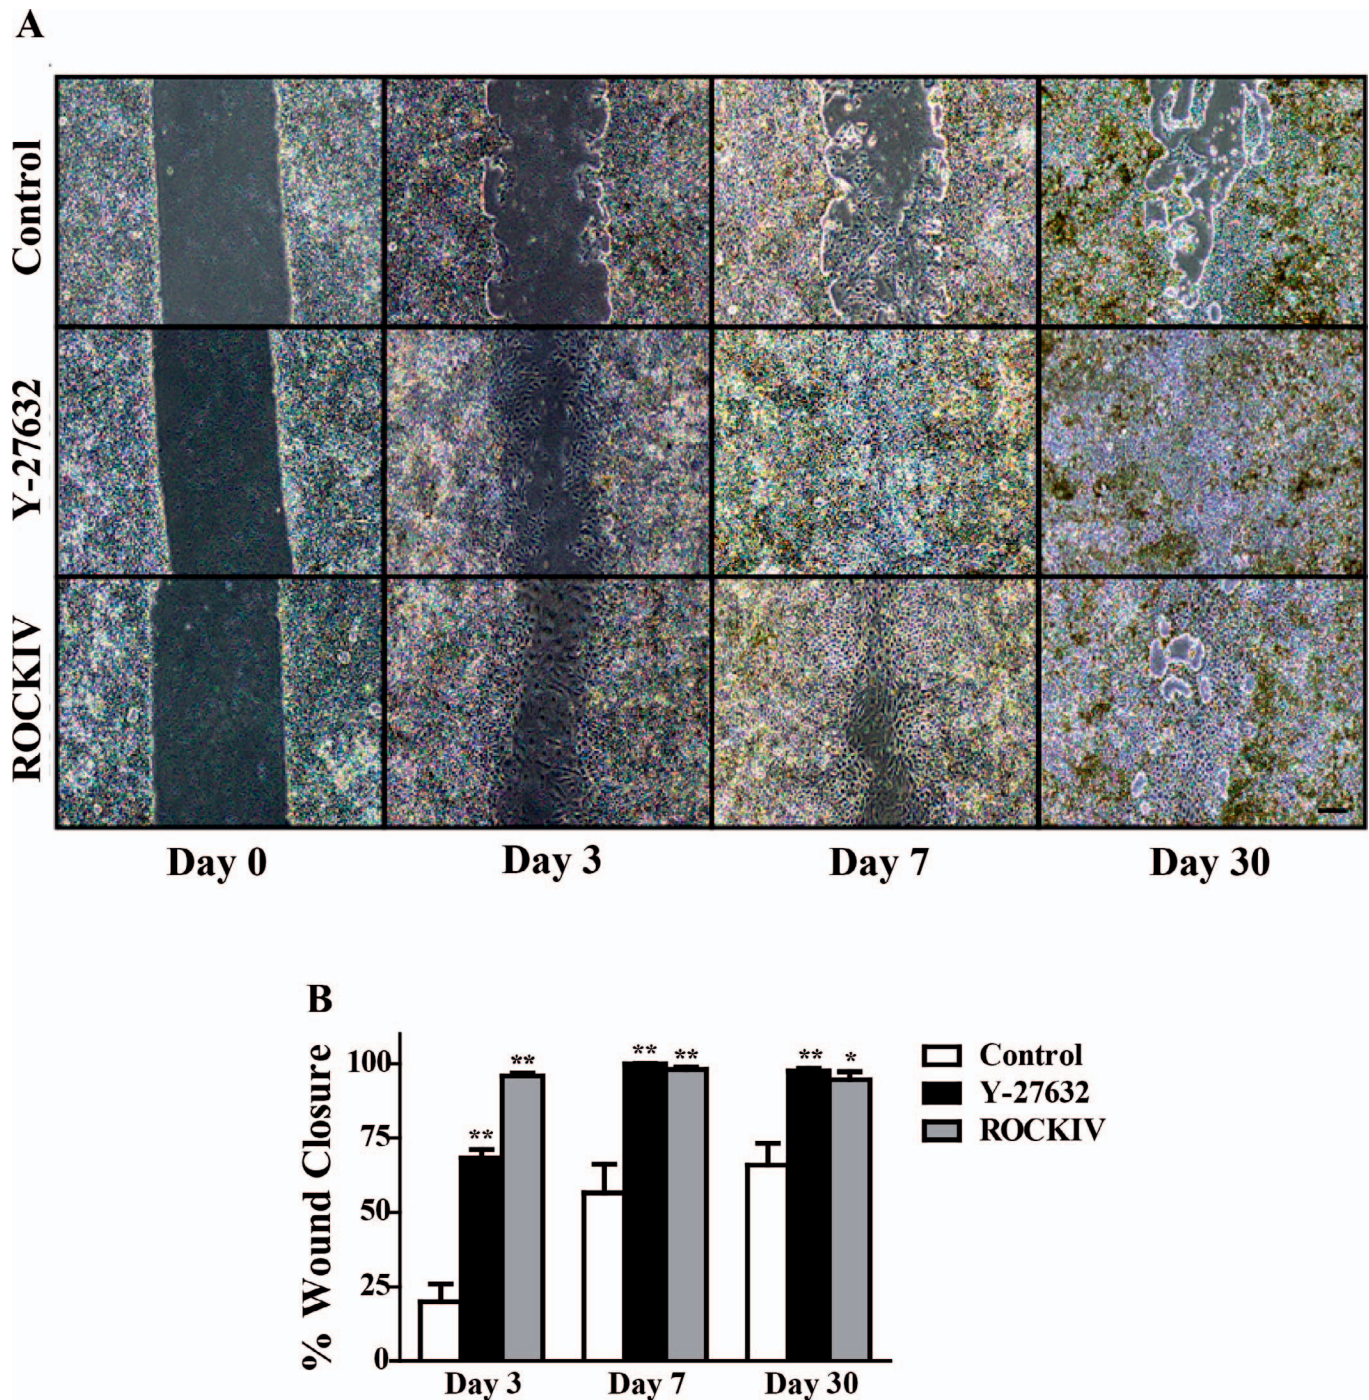 A
Control
Y-27632
ROCKIV
Day 0 Day 3 Day 7 Day 30
B
% Wound Closure
100
75
50
25
0
** ** ** ** ** *
Day 3 Day 7 Day 30
Control
Y-27632
ROCKIV